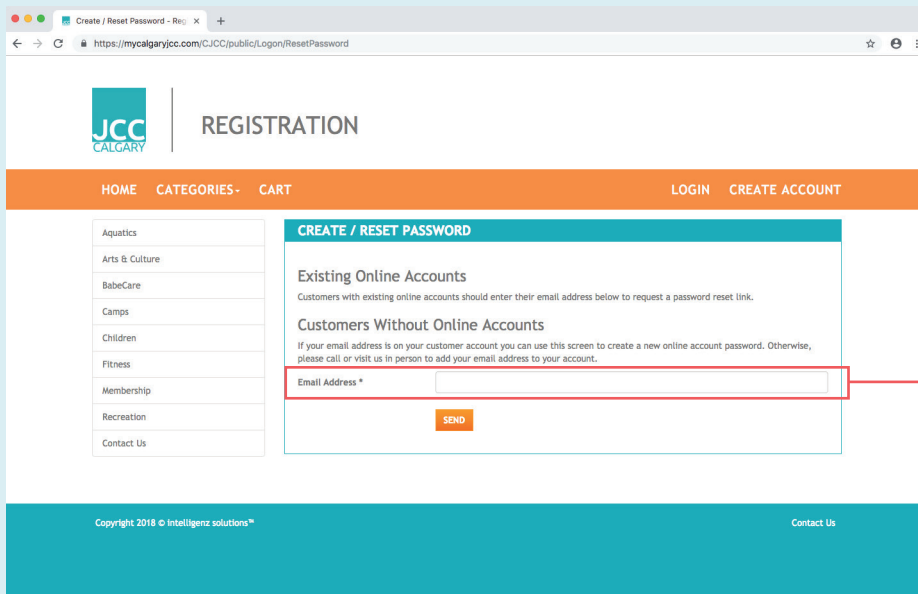 Create / Reset Password - Reg
https://mycalgaryjcc.com/CJCC/public/Logon/ResetPassword
JCC
CALGARY
REGISTRATION
HOME CATEGORIES CART LOGIN CREATE ACCOUNT
Aquatics
Arts & Culture
BabeCare
Camps
Children
Fitness
Membership
Recreation
Contact Us
CREATE / RESET PASSWORD
Existing Online Accounts
Customers with existing online accounts should enter their email address below to request a password reset link.
Customers Without Online Accounts
If your email address is on your customer account you can use this screen to create a new online account password. Otherwise,
please call or visit us in person to add your email address to your account.
Email Address *
SEND
Copyright 2018 © intelligenz solutions™ Contact Us